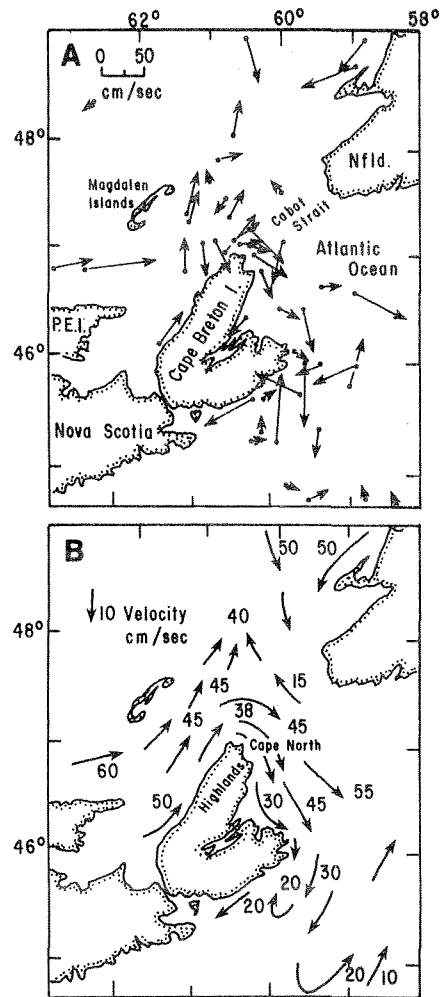 62° 60° 58°
A
0 50
cm/sec
48°
Nfld.
Magdalen
Islands
Cabot
Strait
Atlantic
Ocean
P.E.I.
Cape Breton I.
46°
Nova Scotia
B
50 50
10 Velocity
cm/sec
48°
40
15
45
38
45 45
Cape North
60
Highlands
55
50 30 45
46°
30
20
20
20 10